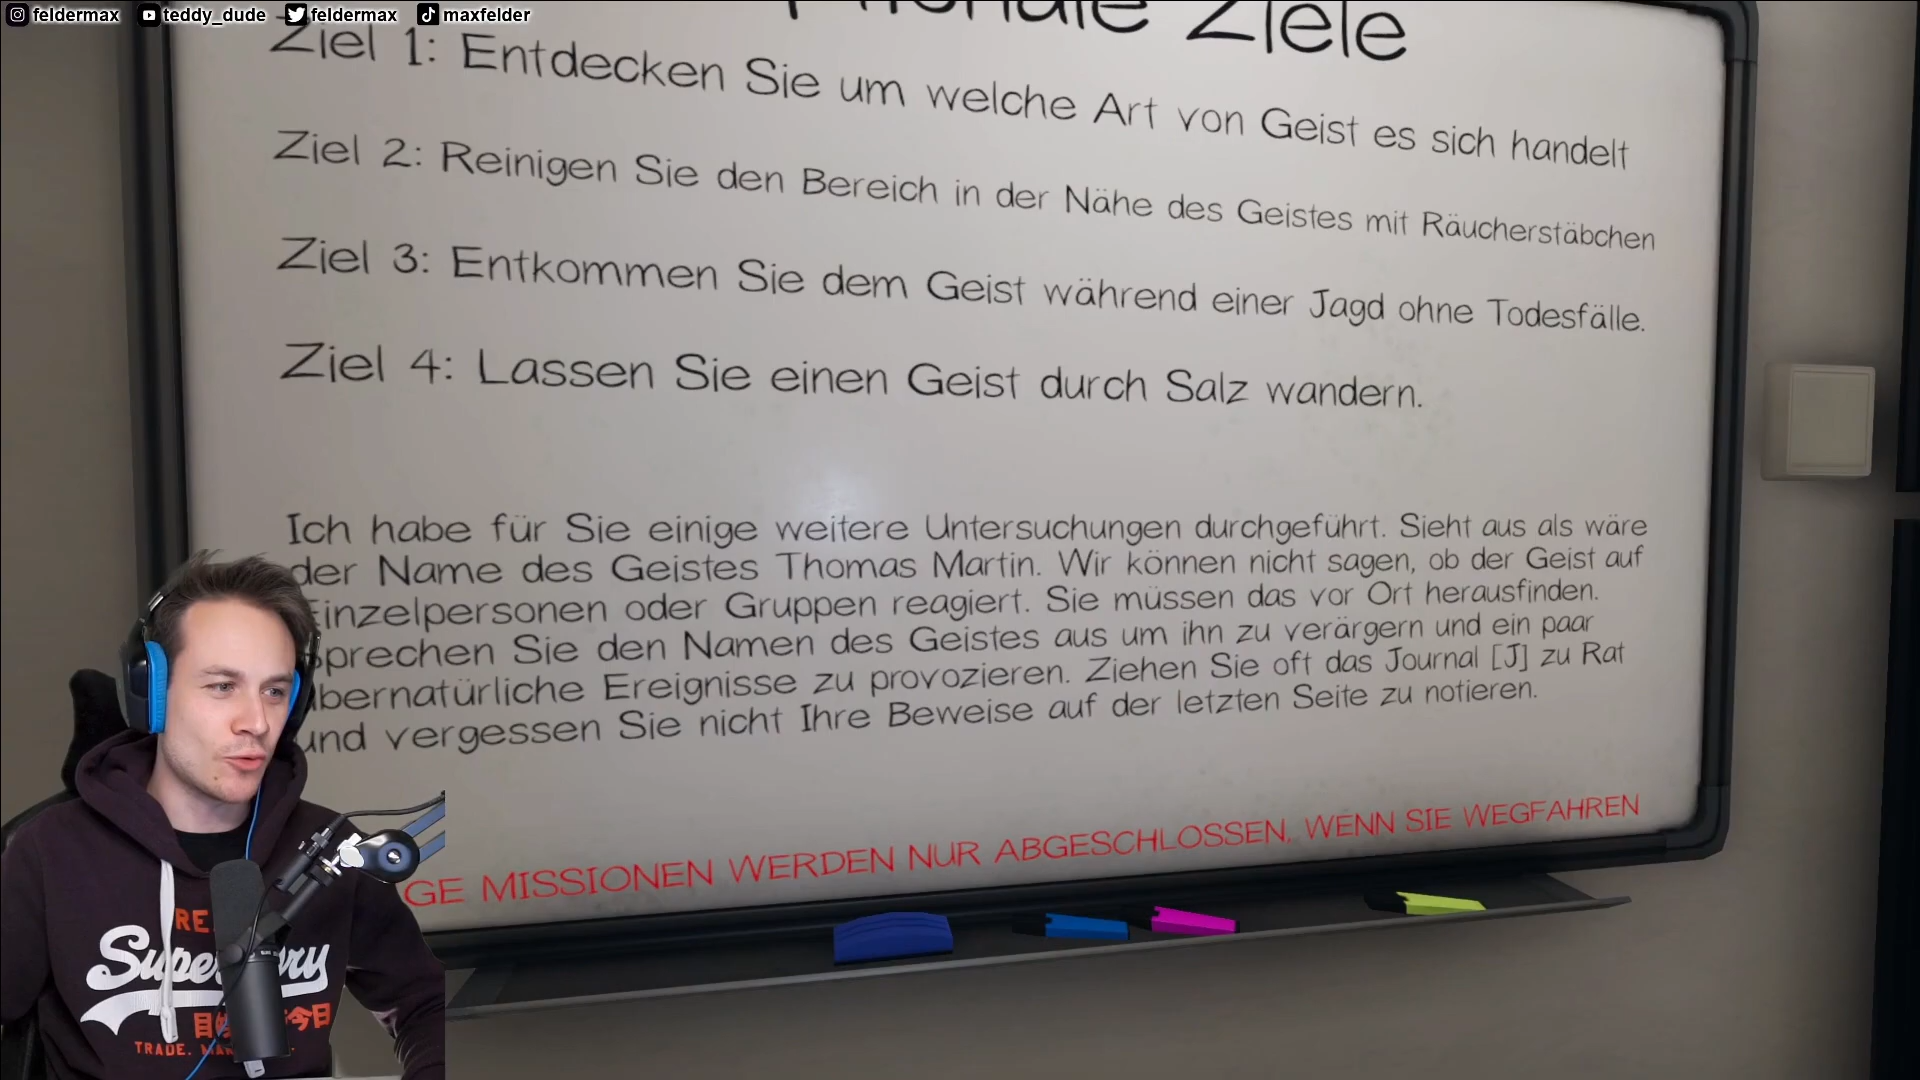 feldermax teddy_dude feldermax maxfelder
Ziele
Ziel 1: Entdecken Sie um welche Art von Geist es sich handelt
Ziel 2: Reinigen Sie den Bereich in der Nähe des Geistes mit Räucherstäbchen
Ziel 3: Entkommen Sie dem Geist während einer Jagd ohne Todesfälle.
Ziel 4: Lassen Sie einen Geist durch Salz wandern.
Ich habe für Sie einige weitere Untersuchungen durchgeführt. Sieht aus als wäre
der Name des Geistes Thomas Martin. Wir können nicht sagen, ob der Geist auf
inzelpersonen oder Gruppen reagiert. Sie müssen das vor Ort herausfinden.
prechen Sie den Namen des Geistes aus um ihn zu verärgern und ein paar
bernatürliche Ereignisse zu provozieren. Ziehen Sie oft das Journal [J] zu Rat
und vergessen Sie nicht Ihre Beweise auf der letzten Seite zu notieren.
GE MISSIONEN WERDEN NUR ABGESCHLOSSEN, WENN SIE WEGFAHREN